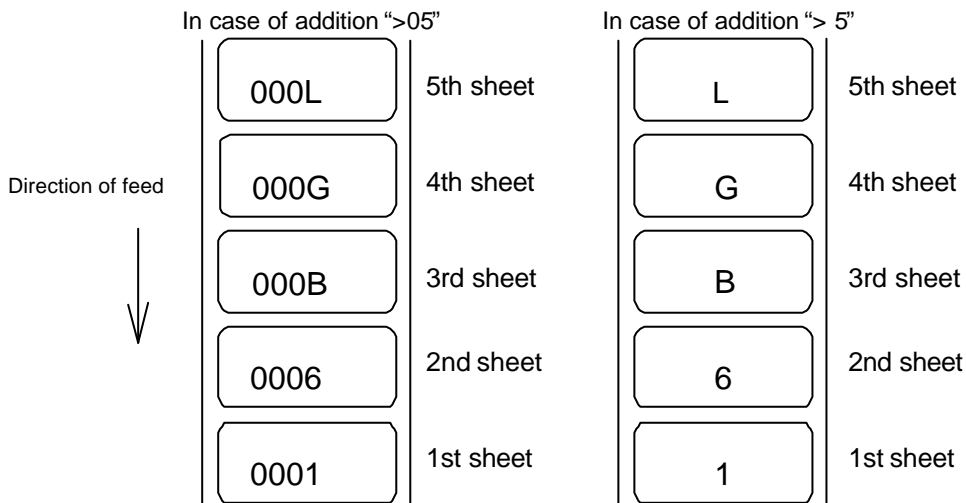 In case of addition “>05”
000L 5th sheet
000G 4th sheet
Direction of feed
000B 3rd sheet
0006 2nd sheet
0001 1st sheet
In case of addition “> 5”
L 5th sheet
G 4th sheet
B 3rd sheet
6 2nd sheet
1 1st sheet